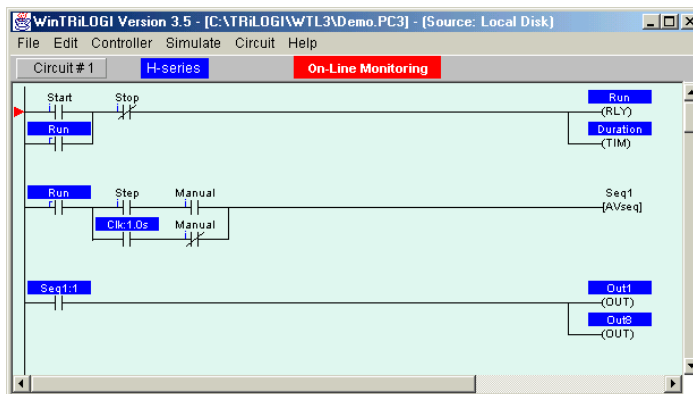 WinTRiLOGI Version 3.5 - [C:\TRiLOGI\WTL3\Demo.PC3] - (Source: Local Disk)
File Edit Controller Simulate Circuit Help
Circuit # 1 H-series On-Line Monitoring
Start Stop Run
i (RLY)
Run Duration
r (TIM)
Run Step Manual Seq1
r i i [AVseq]
Clk:1.0s Manual
i
Seq1:1 Out1
(OUT)
Out8
(OUT)